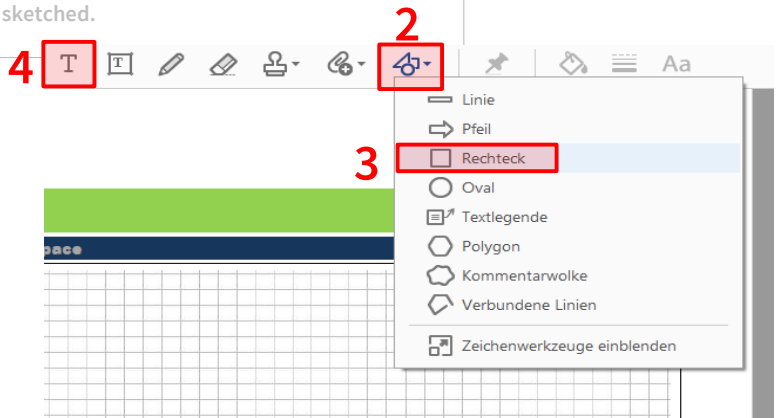 sketched.
2
4
T
T
Aa
Linie
Pfeil
3
Rechteck
Oval
Textlegende
Polygon
pace
Kommentarwolke
Verbundene Linien
Zeichenwerkzeuge einblenden